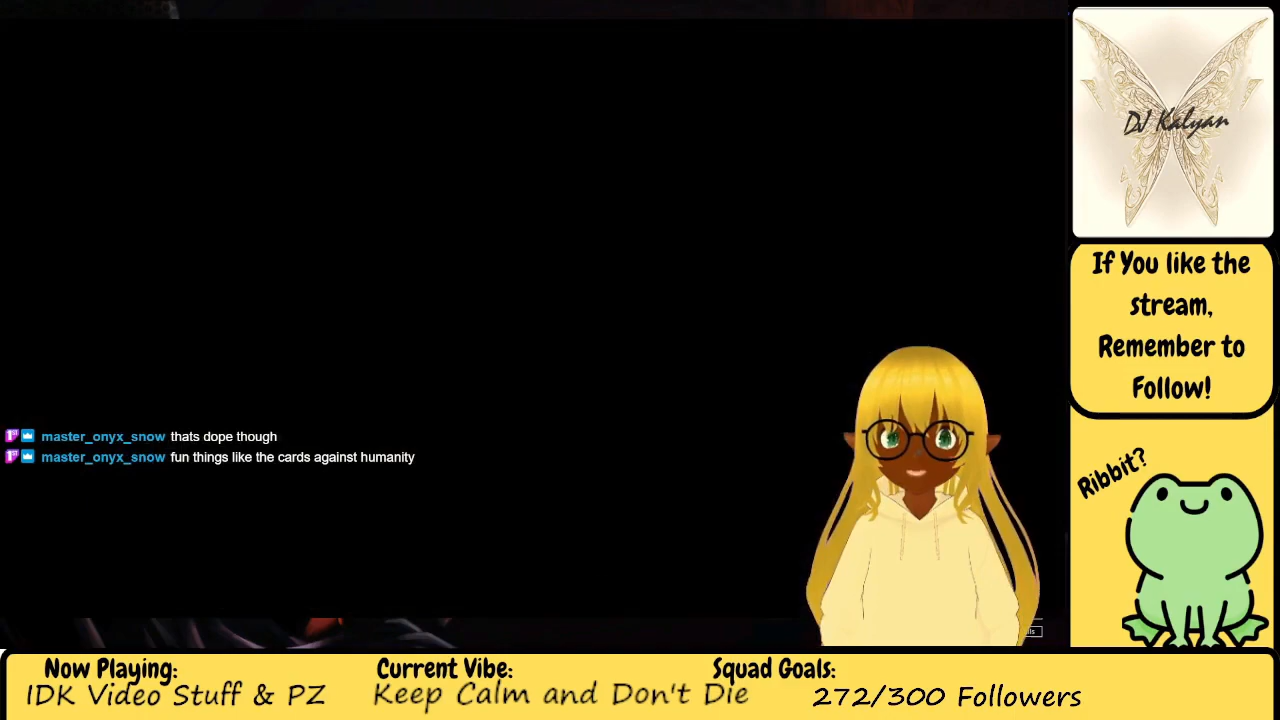 DJ Kalyan
If You like the
stream,
Remember to
Follow!
master_onyx_snow thats dope though
master_onyx_snow fun things like the cards against humanity
Ribbit?
Now Playing:
IDK Video Stuff & PZ
Current Vibe:
Keep Calm and Don't Die
Squad Goals:
272/300 Followers